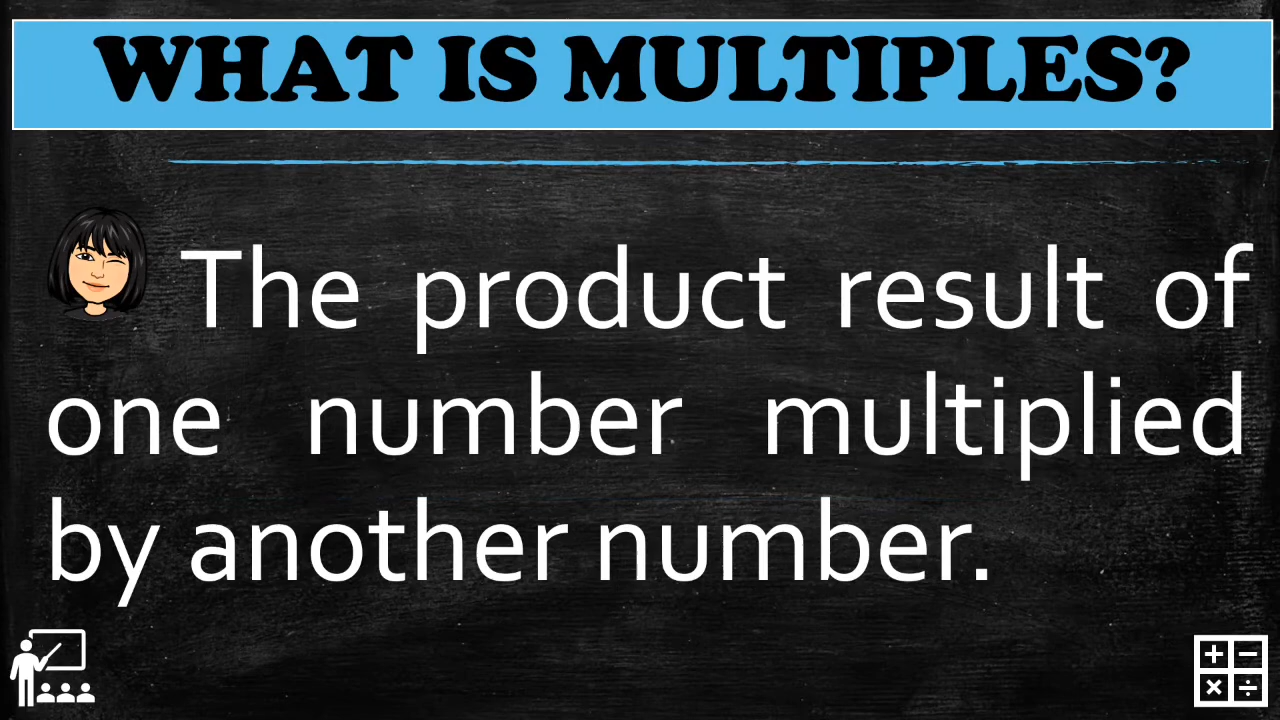 WHAT IS MULTIPLES?
The product result of
one number multiplied
by another number.